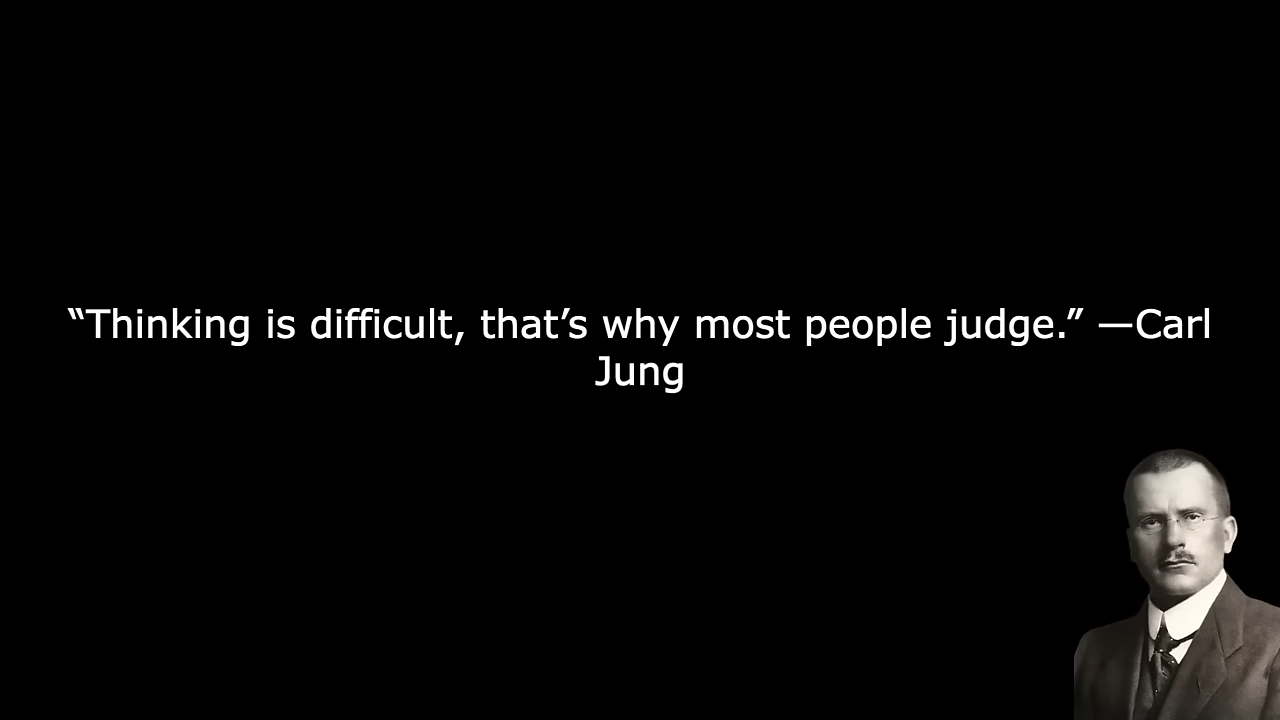 “Thinking is difficult, that’s why most people judge.” —Carl
Jung